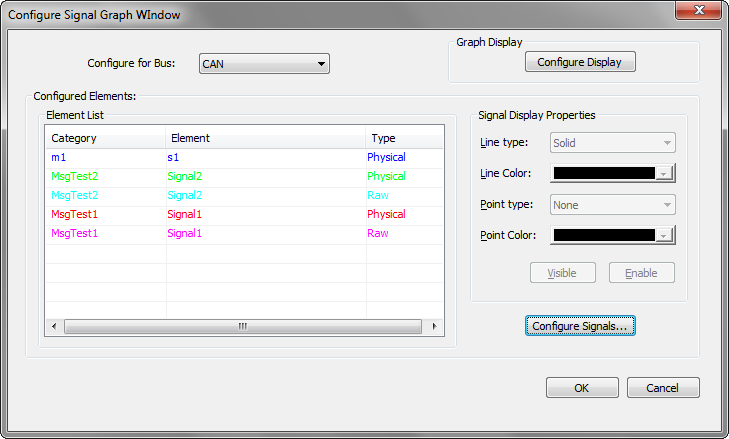 Configure Signal Graph WIndow
Configure for Bus: CAN
Graph Display
Configure Display
Configured Elements:
Element List
Category Element Type
m1 s1 Physical
MsgTest2 Signal2 Physical
MsgTest2 Signal2 Raw
MsgTest1 Signal1 Physical
MsgTest1 Signal1 Raw
Signal Display Properties
Line type: Solid
Line Color:
Point type: None
Point Color:
Visible Enable
Configure Signals...
OK Cancel